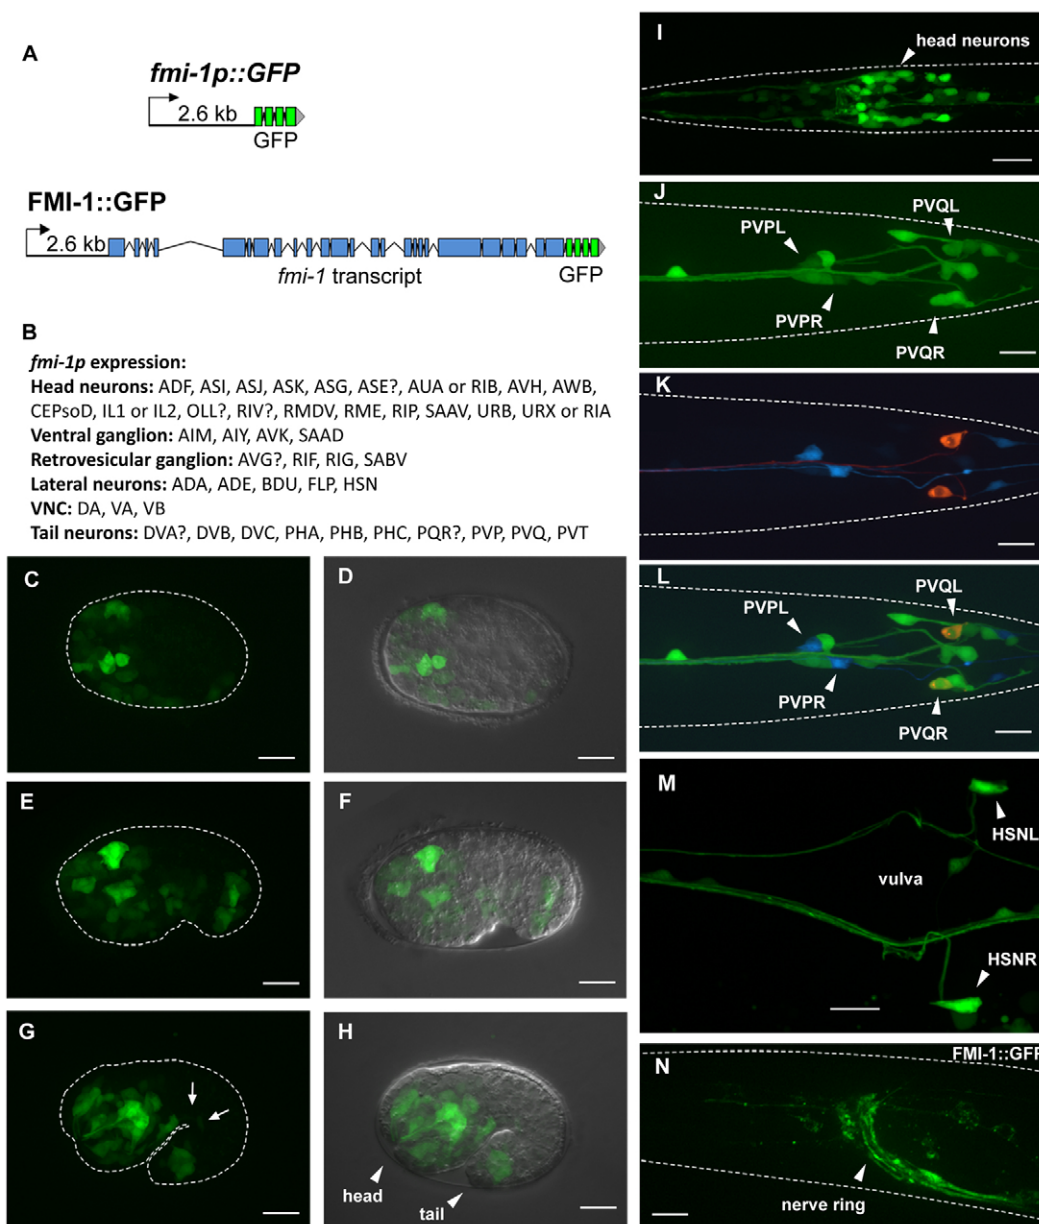 A
fmi-1p::GFP
2.6 kb
GFP
FMI-1::GFP
2.6 kb
fmi-1 transcript
GFP
B
fmi-1p expression:
Head neurons: ADF, ASI, ASJ, ASK, ASG, ASE?, AUA or RIB, AVH, AWB,
CEPsoD, IL1 or IL2, OLL?, RIV?, RMDV, RME, RIP, SAAV, URB, URX or RIA
Ventral ganglion: AIM, AIY, AVK, SAAD
Retrovesicular ganglion: AVG?, RIF, RIG, SABV
Lateral neurons: ADA, ADE, BDU, FLP, HSN
VNC: DA, VA, VB
Tail neurons: DVA?, DVB, DVC, PHA, PHB, PHC, PQR?, PVP, PVQ, PVT
C
D
E
F
G
H
head
tail
I
head neurons
J
PVQL
PVPL
PVPR
PVQR
K
L
PVQL
PVPL
PVPR
PVQR
M
HSNL
vulva
HSNR
FMI-1::GFP
N
nerve ring